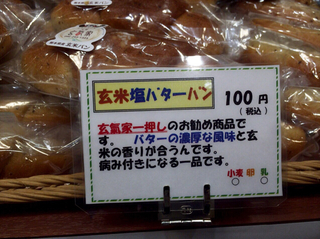 玄氣家
玄米塩バターパン
100円
（税込）
玄氣家一押しのお勧め商品で
す。 バターの濃厚な風味と玄
米の香りが合うんです。
病み付きになる一品です。
小麦 卵 乳
○ ○